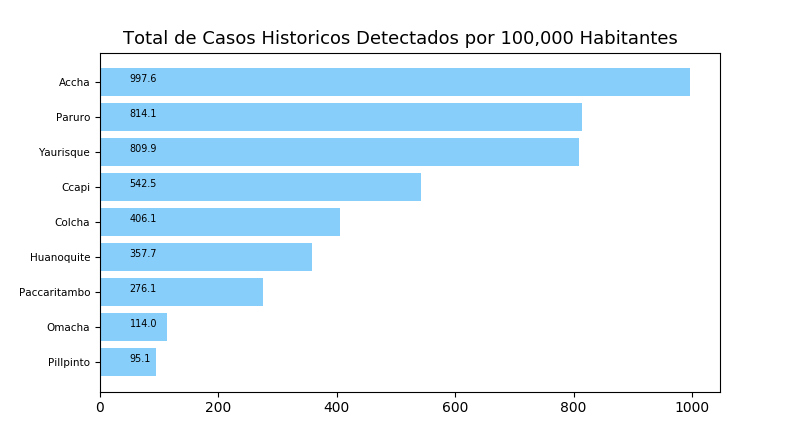 Total de Casos Historicos Detectados por 100,000 Habitantes
Accha 997.6
Paruro 814.1
Yaurisque 809.9
Ccapi 542.5
Colcha 406.1
Huanoquite 357.7
Paccaritambo 276.1
Omacha 114.0
Pillpinto 95.1
0 200 400 600 800 1000